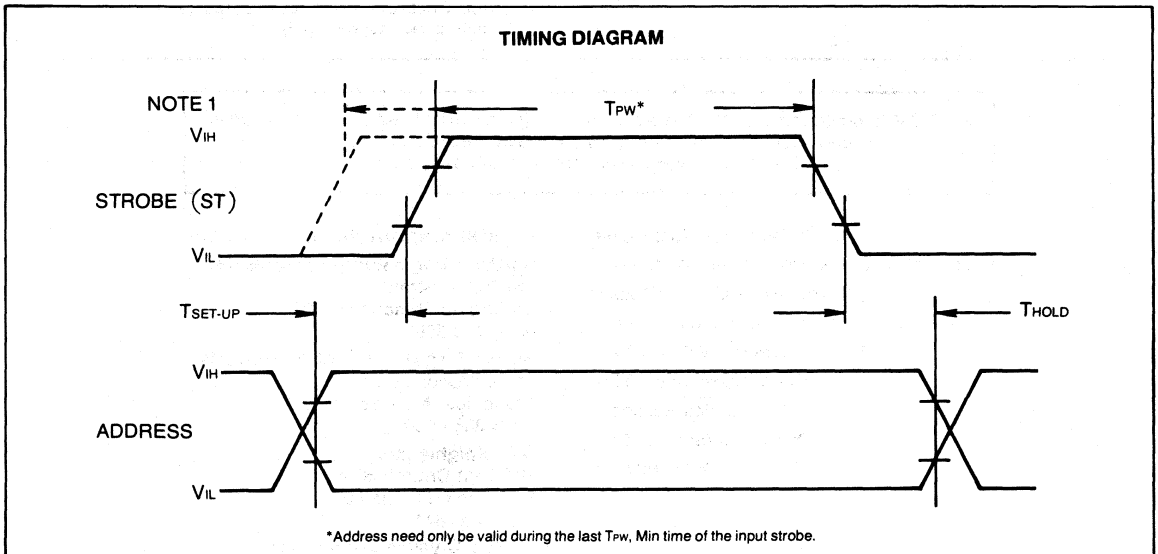 TIMING DIAGRAM
NOTE 1
TPW*
VIH
STROBE (ST)
VIL
TSET-UP
THOLD
VIH
ADDRESS
VIL
*Address need only be valid during the last TPW, Min time of the input strobe.